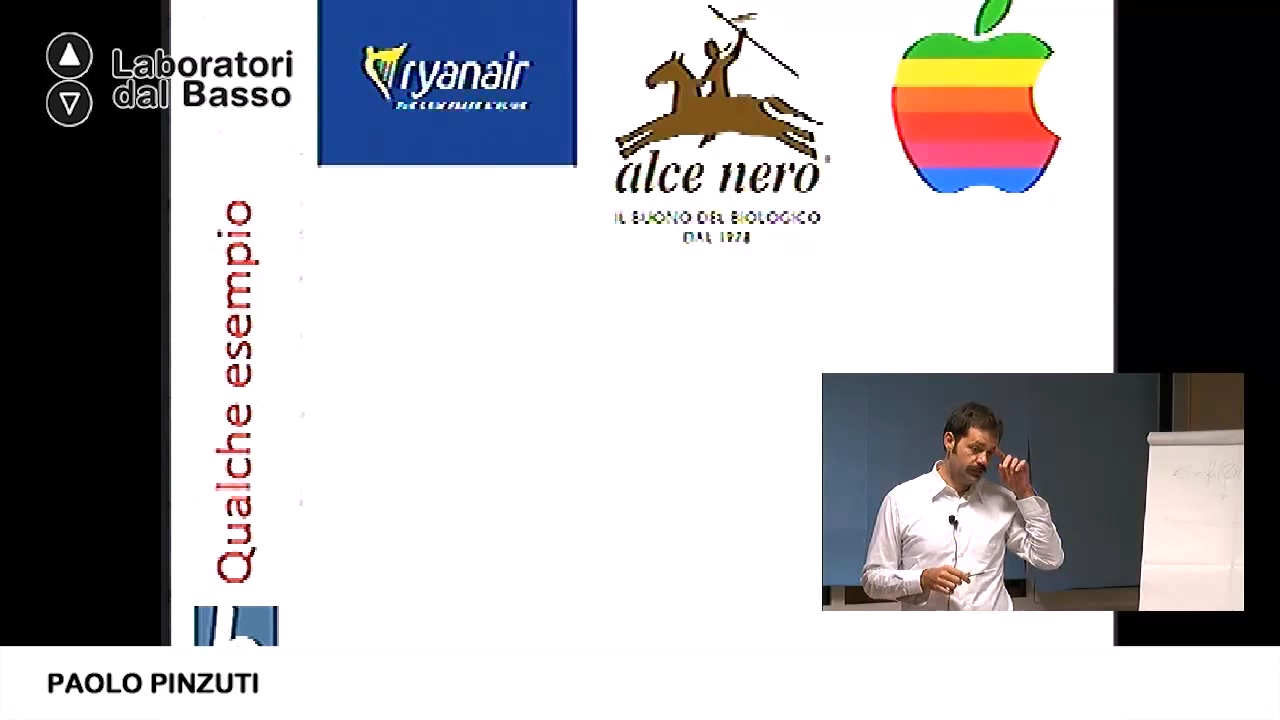 Laboratori
dal Basso
ryanair
alce nero
IL BUONO DEL BIOLOGICO
DAL 1978
Qualche esempio
PAOLO PINZUTI